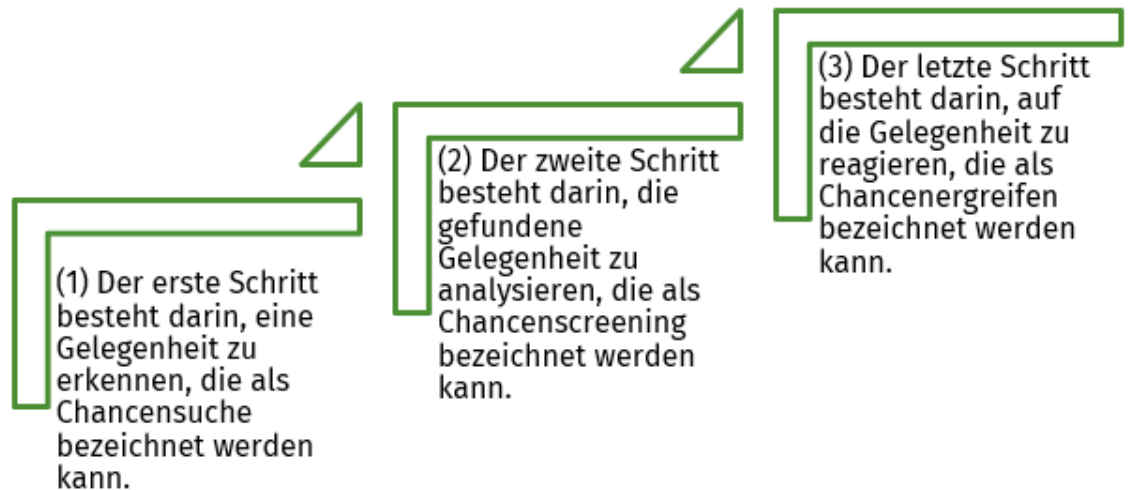 (1) Der erste Schritt
besteht darin, eine
Gelegenheit zu
erkennen, die als
Chancensuche
bezeichnet werden
kann.
(2) Der zweite Schritt
besteht darin, die
gefundene
Gelegenheit zu
analysieren, die als
Chancenscreening
bezeichnet werden
kann.
(3) Der letzte Schritt
besteht darin, auf
die Gelegenheit zu
reagieren, die als
Chancenergreifen
bezeichnet werden
kann.